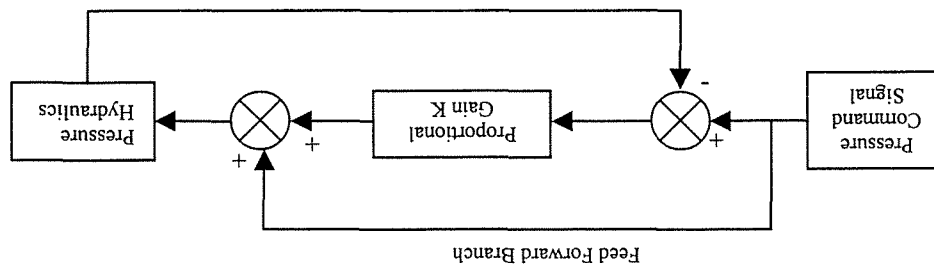 Feed Forward Branch
Pressure
Command
Signal
+
-
Proportional
Gain K
+
+
Pressure
Hydraulics